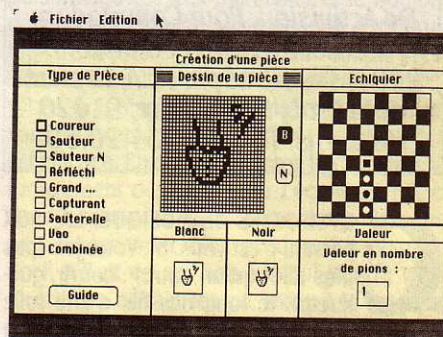 Fichier Edition
Création d'une pièce
Type de Pièce
Dessin de la pièce
Echiquier
Coureur
Sauteur
Sauteur N
Réfléchi
Grand ...
Capturant
Sauterelle
Vao
Combinée
Guide
B
N
Blanc
Noir
Valeur
Valeur en nombre
de pions :
1